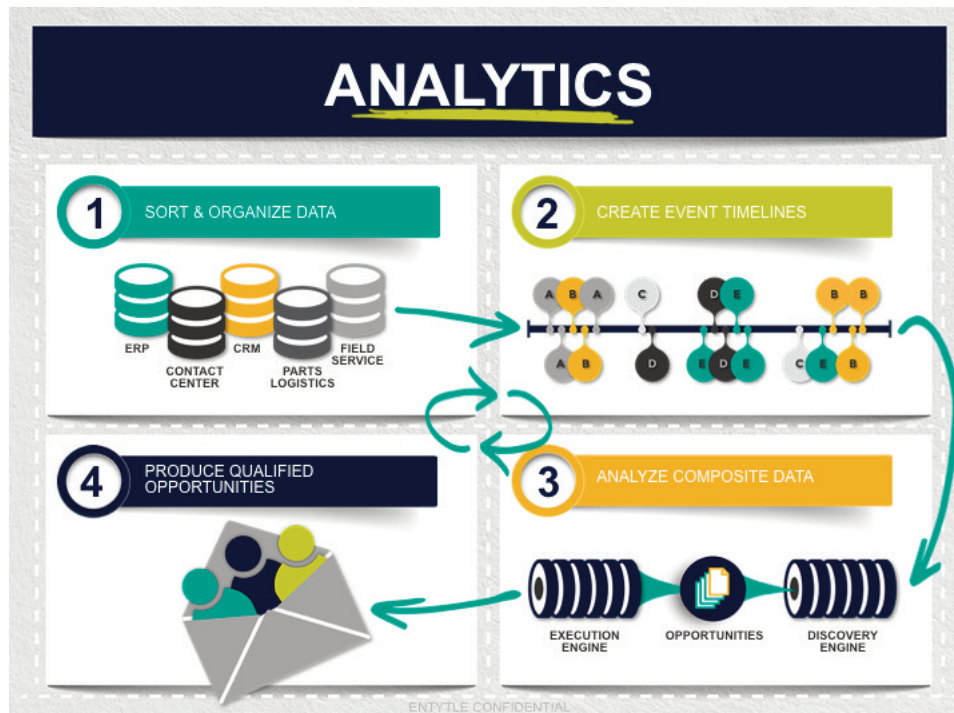 ANALYTICS
1
SORT & ORGANIZE DATA
ERP
CONTACT
CENTER
CRM
PARTS
LOGISTICS
FIELD
SERVICE
2
CREATE EVENT TIMELINES
A B A C D E B B
A B D E D E C E B
3
ANALYZE COMPOSITE DATA
EXECUTION
ENGINE
OPPORTUNITIES
DISCOVERY
ENGINE
4
PRODUCE QUALIFIED
OPPORTUNITIES
ENTYTLE CONFIDENTIAL